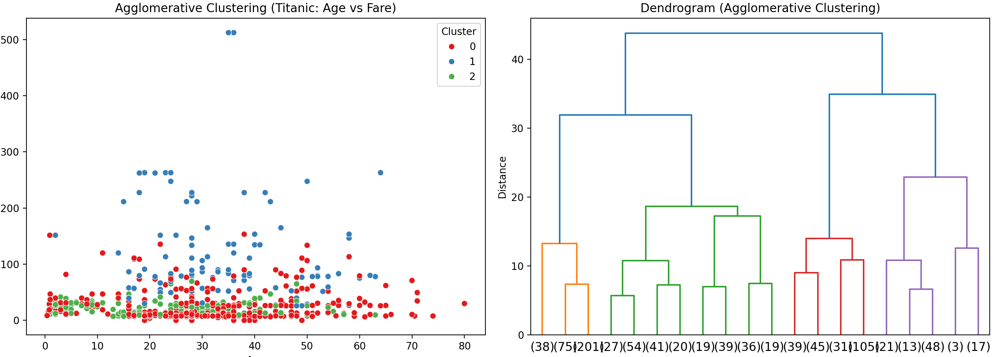 Agglomerative Clustering (Titanic: Age vs Fare)
500
400
300
200
100
0
0 10 20 30 40 50 60 70 80
Cluster
0
1
2
Dendrogram (Agglomerative Clustering)
Distance
40
30
20
10
0
(38)(75)(201)(27)(54)(41)(20)(19)(39)(36)(19)(39)(45)(31)(105)(21)(13)(48) (3) (17)